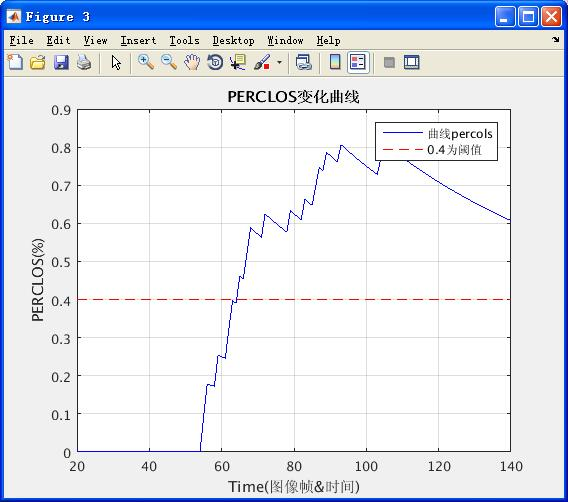 Figure 3
File Edit View Insert Tools Desktop Window Help
PERCLOS变化曲线
曲线percols
0.4为阈值
PERCLOS(%)
0.9
0.8
0.7
0.6
0.5
0.4
0.3
0.2
0.1
0
20 40 60 80 100 120 140
Time(图像帧&时间)